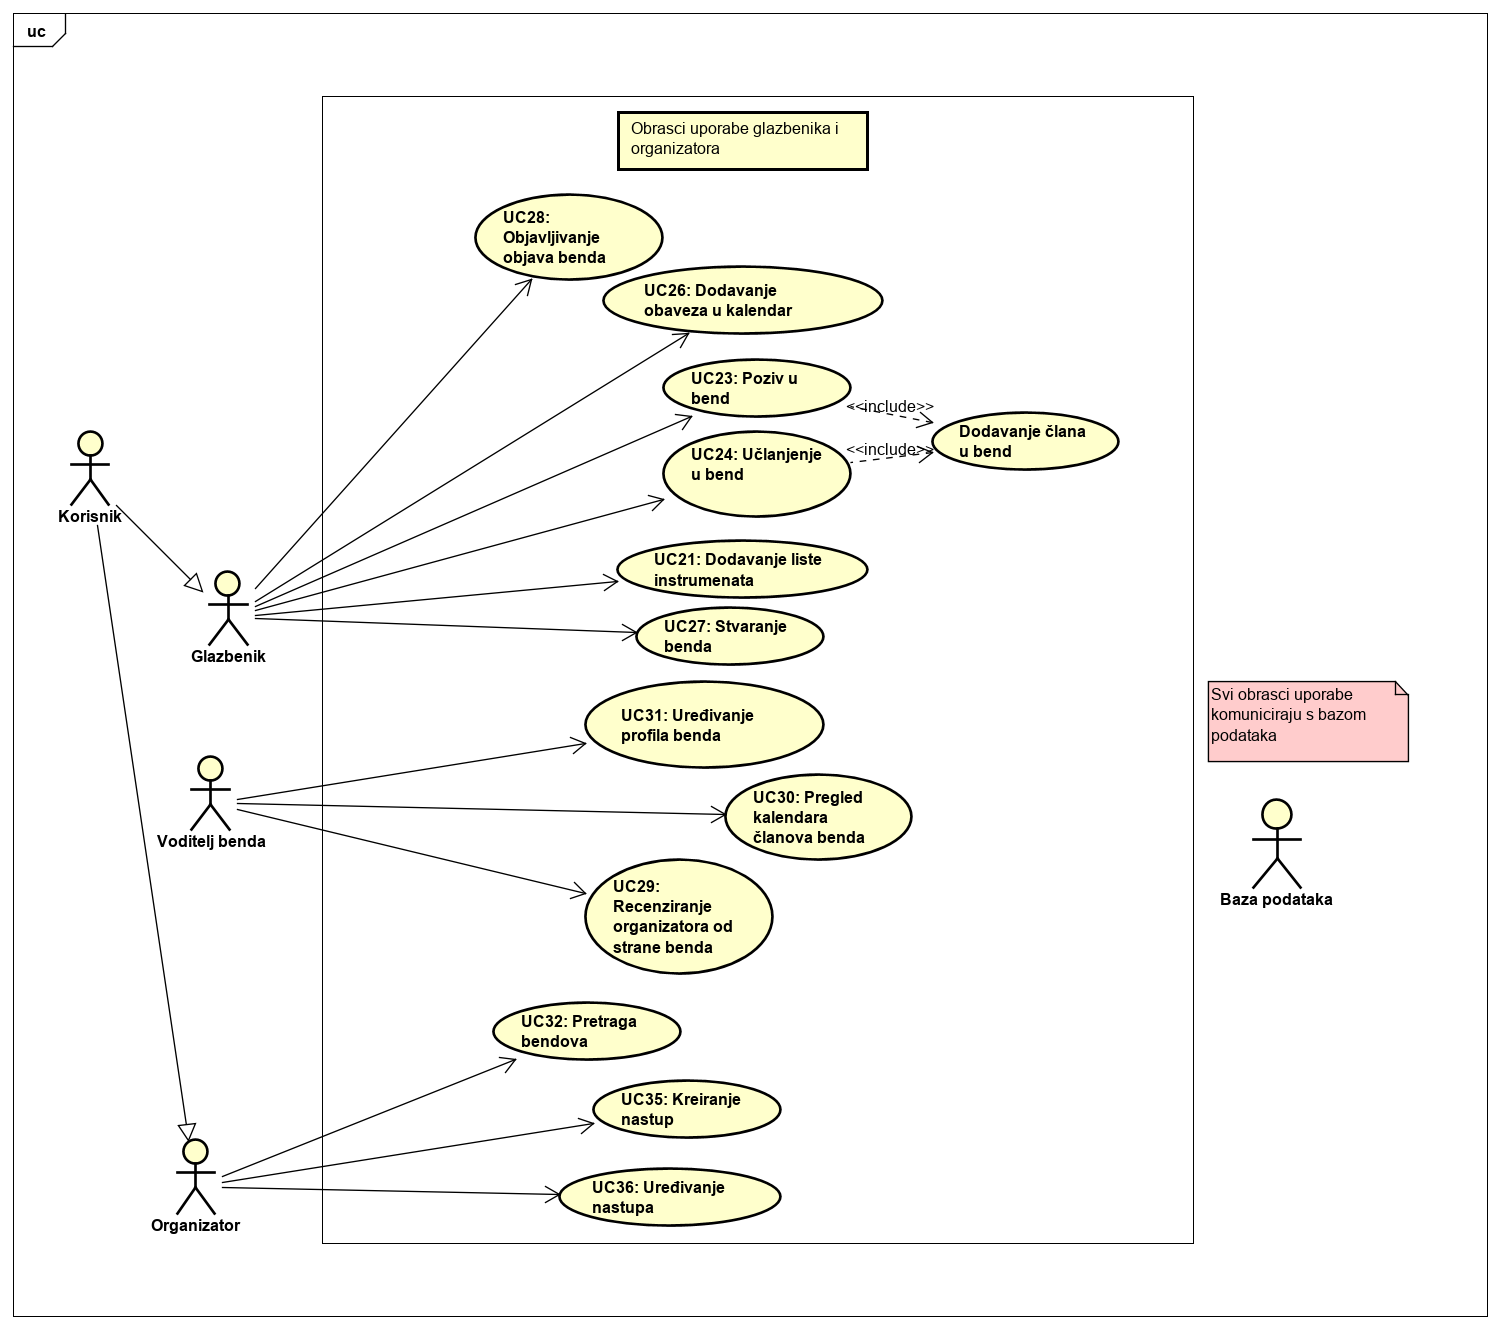 uc
Obrasci uporabe glazbenika i
organizatora
UC28:
Objavljivanje
objava benda
UC26: Dodavanje
obaveza u kalendar
UC23: Poziv u
bend
<<include>>
Dodavanje člana
u bend
UC24: Učlanjenje
u bend
<<include>>
Korisnik
UC21: Dodavanje liste
instrumenata
UC27: Stvaranje
benda
Glazbenik
Svi obrasci uporabe
komuniciraju s bazom
podataka
UC31: Uređivanje
profila benda
UC30: Pregled
kalendara
članova benda
Voditelj benda
Baza podataka
UC29:
Recenziranje
organizatora od
strane benda
UC32: Pretraga
bendova
UC35: Kreiranje
nastup
UC36: Uređivanje
nastupa
Organizator